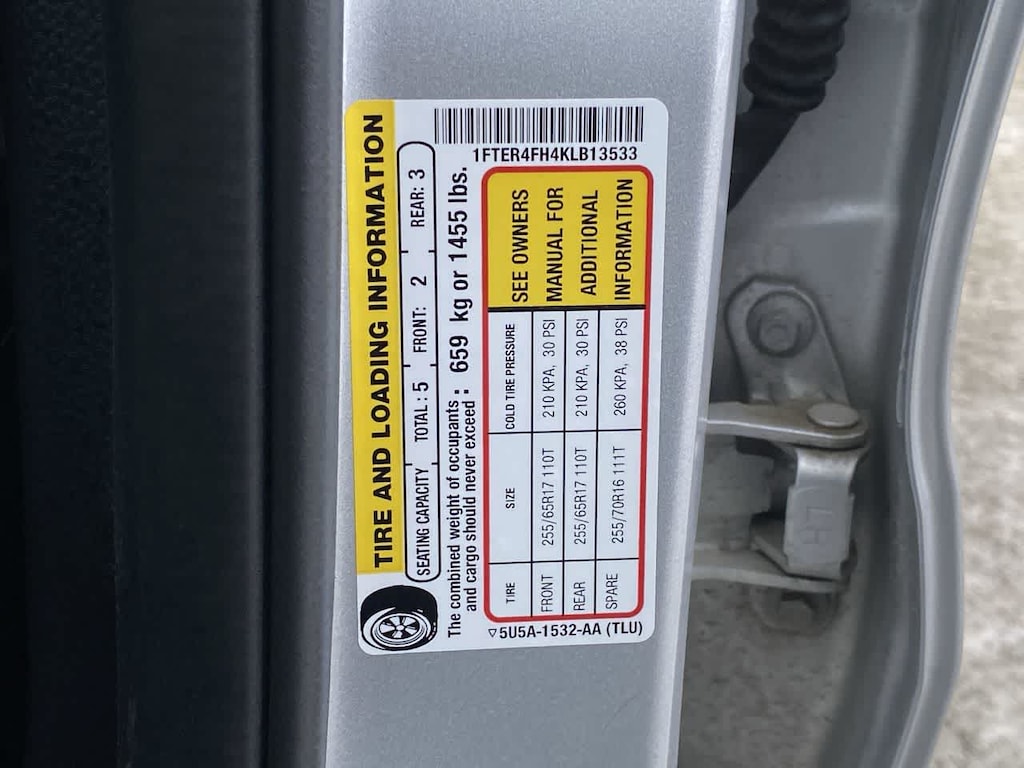 TIRE AND LOADING INFORMATION
SEATING CAPACITY TOTAL : 5 FRONT: 2 REAR: 3
The combined weight of occupants and cargo should never exceed : 659 kg or 1455 lbs.
1FTER4FH4KLB13533
TIRE SIZE COLD TIRE PRESSURE
FRONT 255/65R17 110T 210 KPA, 30 PSI
REAR 255/65R17 110T 210 KPA, 30 PSI
SPARE 255/70R16 111T 260 KPA, 38 PSI
SEE OWNERS
MANUAL FOR
ADDITIONAL
INFORMATION
▽5U5A-1532-AA (TLU)
H7